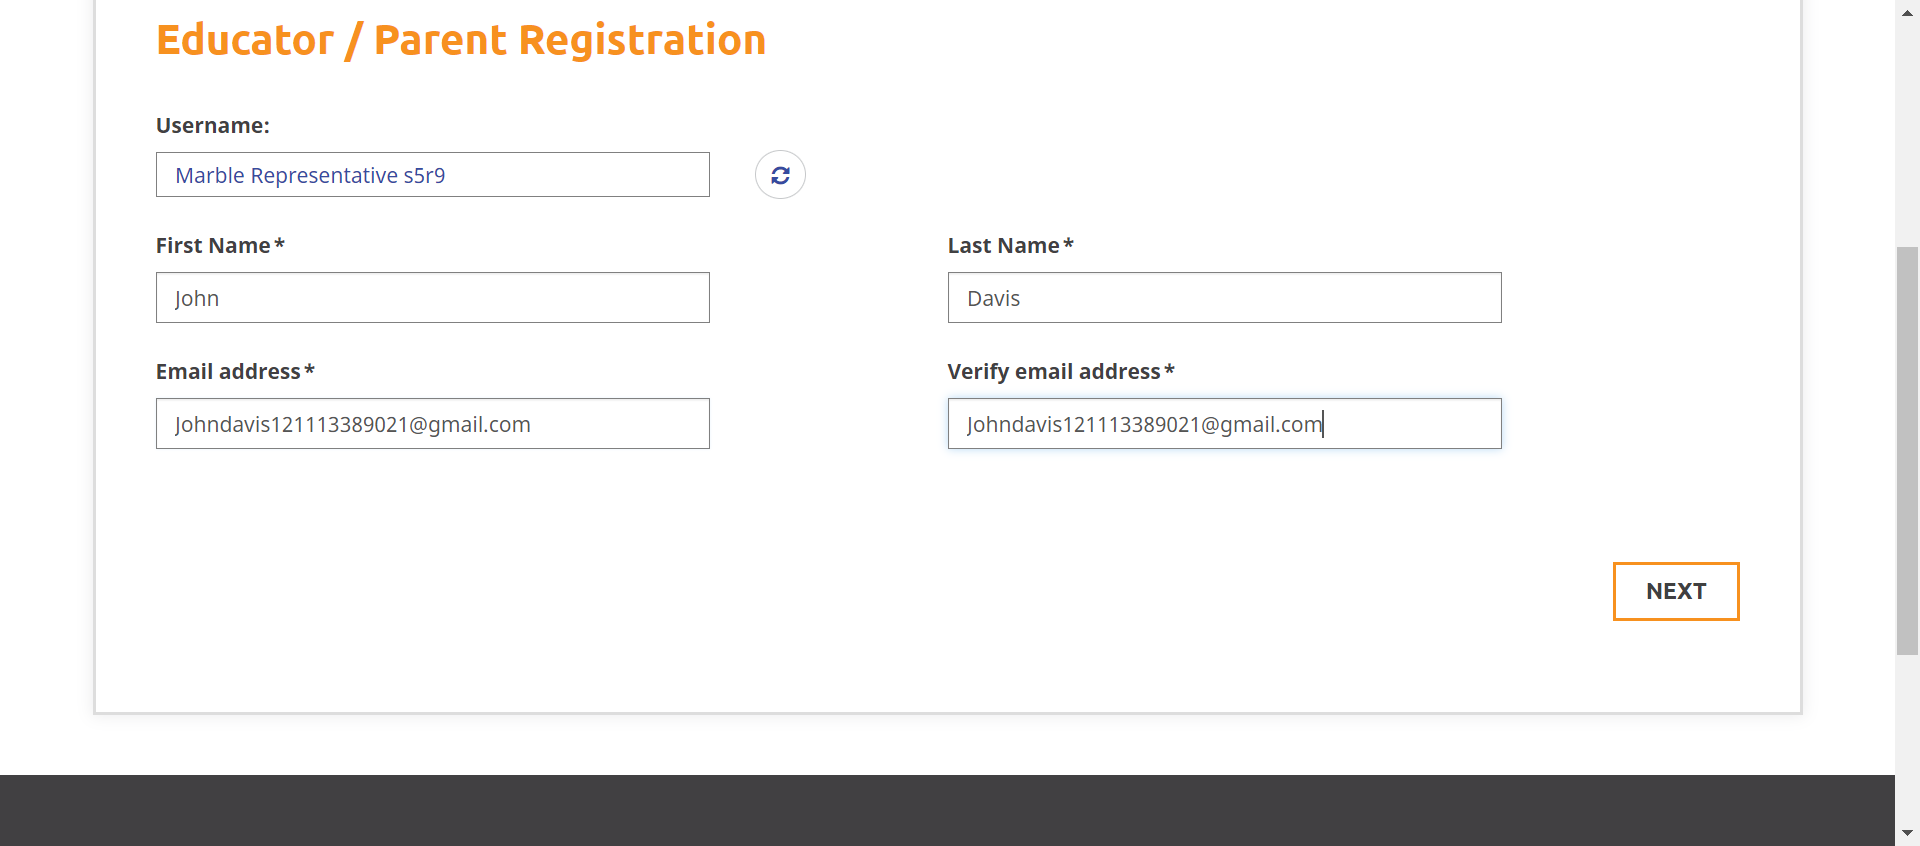 Educator / Parent Registration
Username:
Marble Representative s5r9
First Name*
Last Name*
John
Davis
Email address*
Verify email address*
Johndavis121113389021@gmail.com
Johndavis121113389021@gmail.com
NEXT